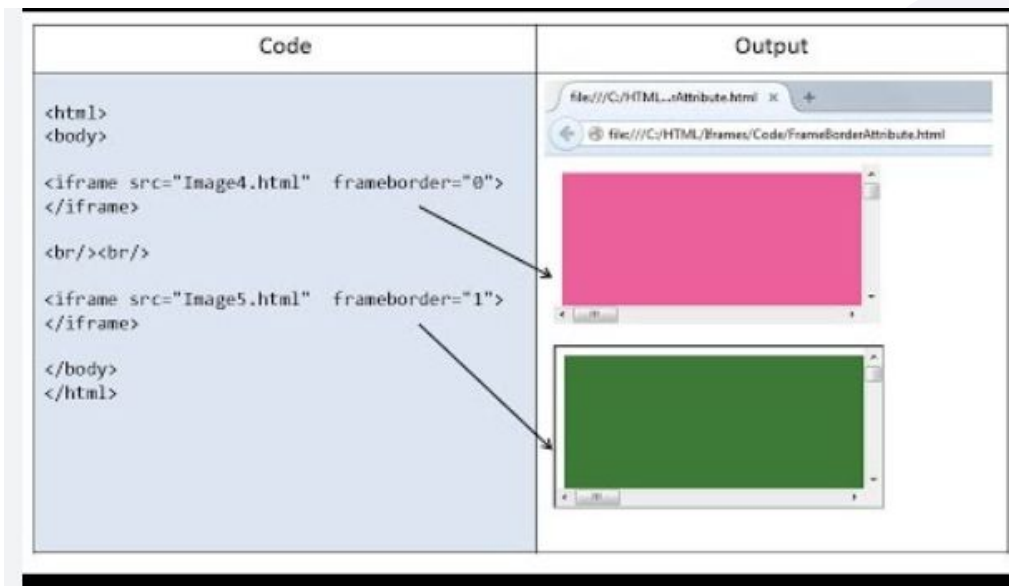 Code
Output
<html>
<body>
<iframe src="Image4.html" frameborder="0">
</iframe>
<br/><br/>
<iframe src="Image5.html" frameborder="1">
</iframe>
</body>
</html>
file:///C:/HTML...rAttribute.html × +
file:///C:/HTML/Iframes/Code/FrameBorderAttribute.html